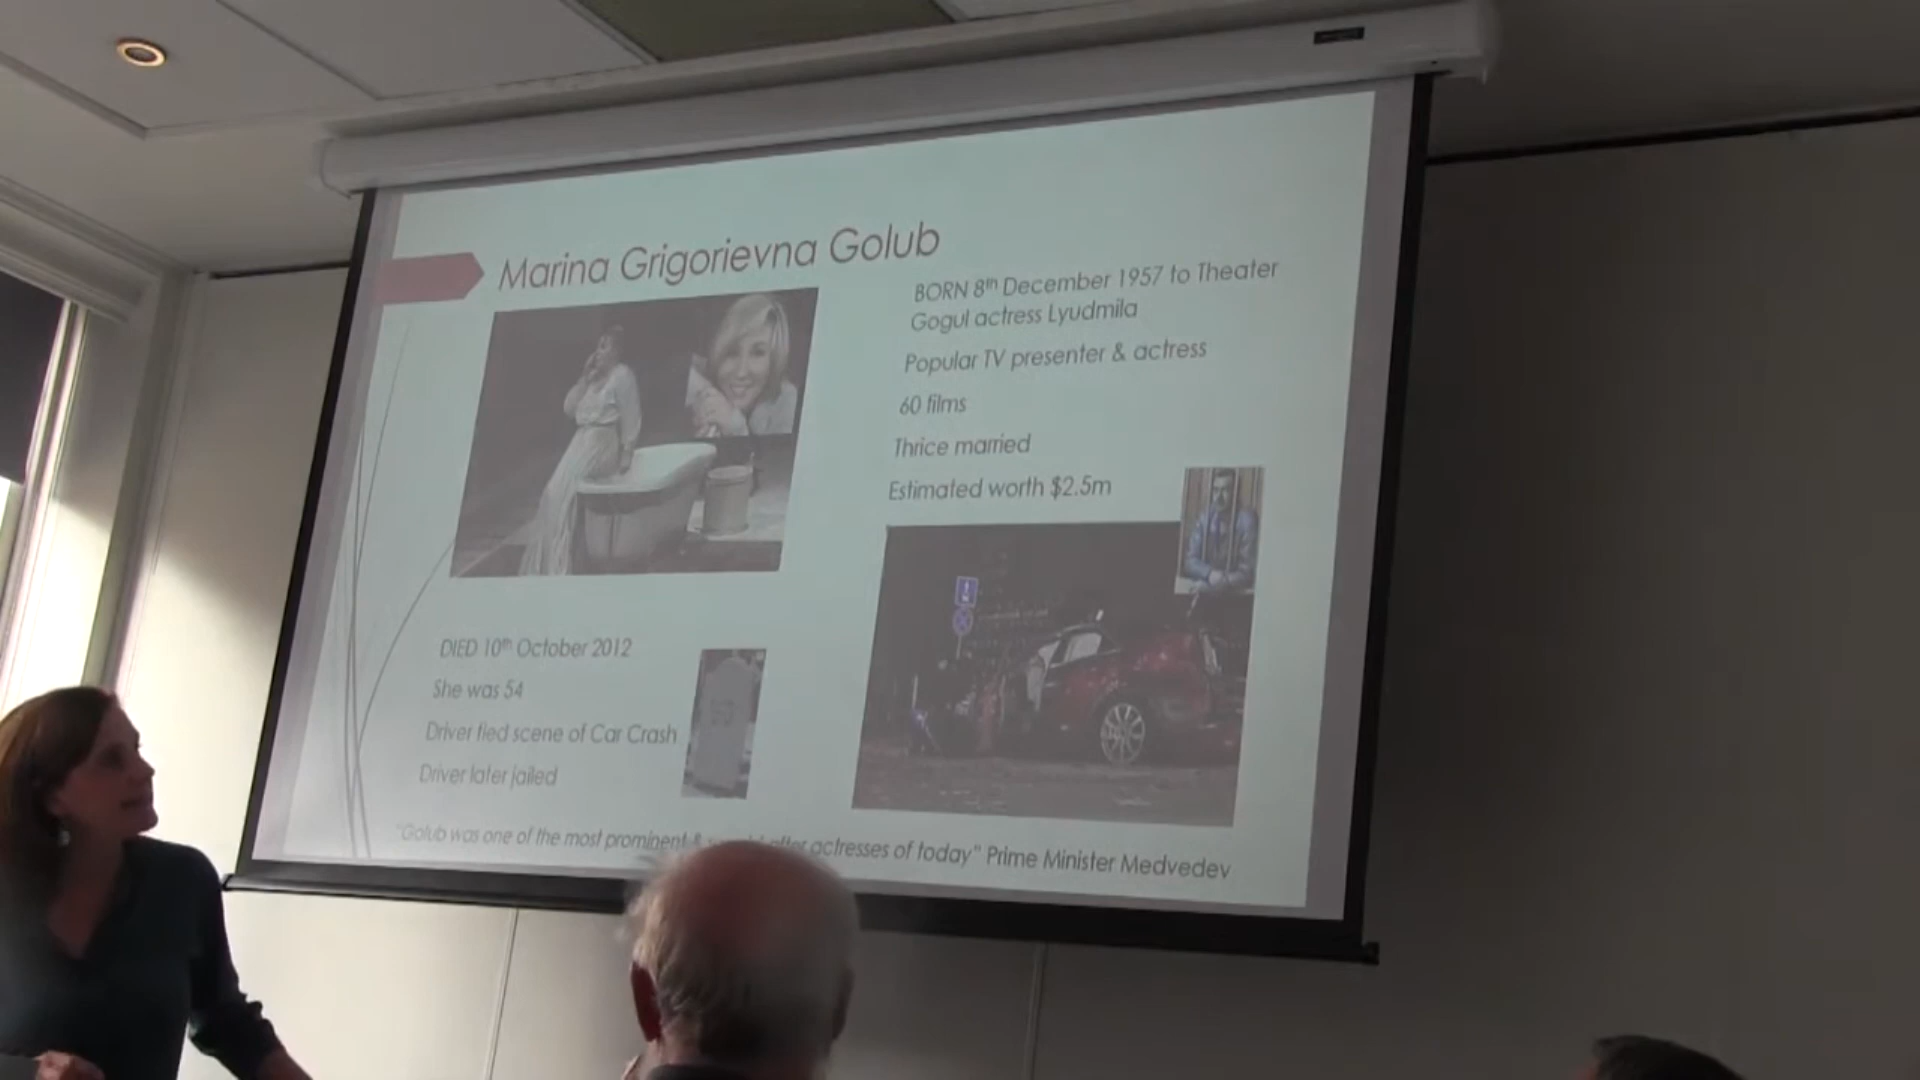 Marina Grigorievna Golub
BORN 8th December 1957 to Theater
Gogul actress Lyudmila
Popular TV presenter & actress
60 films
Thrice married
Estimated worth $2.5m
DIED 10th October 2012
She was 54
Driver fled scene of Car Crash
Driver later jailed
"Golub was one of the most prominent & after actresses of today" Prime Minister Medvedev